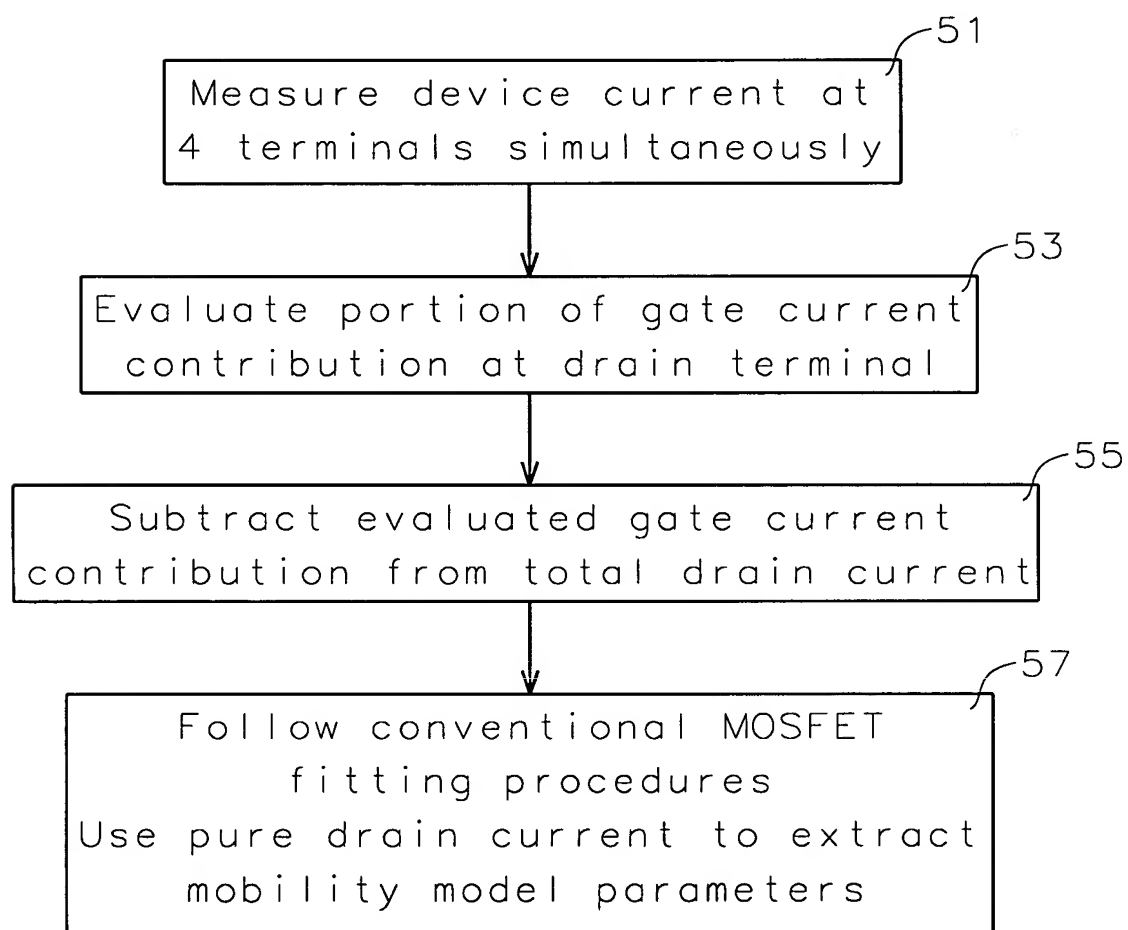 51
Measure device current at
4 terminals simultaneously
53
Evaluate portion of gate current
contribution at drain terminal
55
Subtract evaluated gate current
contribution from total drain current
57
Follow conventional MOSFET
fitting procedures
Use pure drain current to extract
mobility model parameters